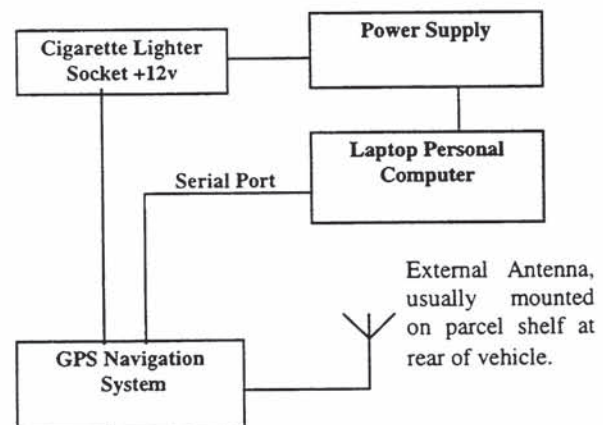 Cigarette Lighter
Socket +12v
Power Supply
Laptop Personal
Computer
Serial Port
External Antenna,
usually mounted
on parcel shelf at
rear of vehicle.
GPS Navigation
System